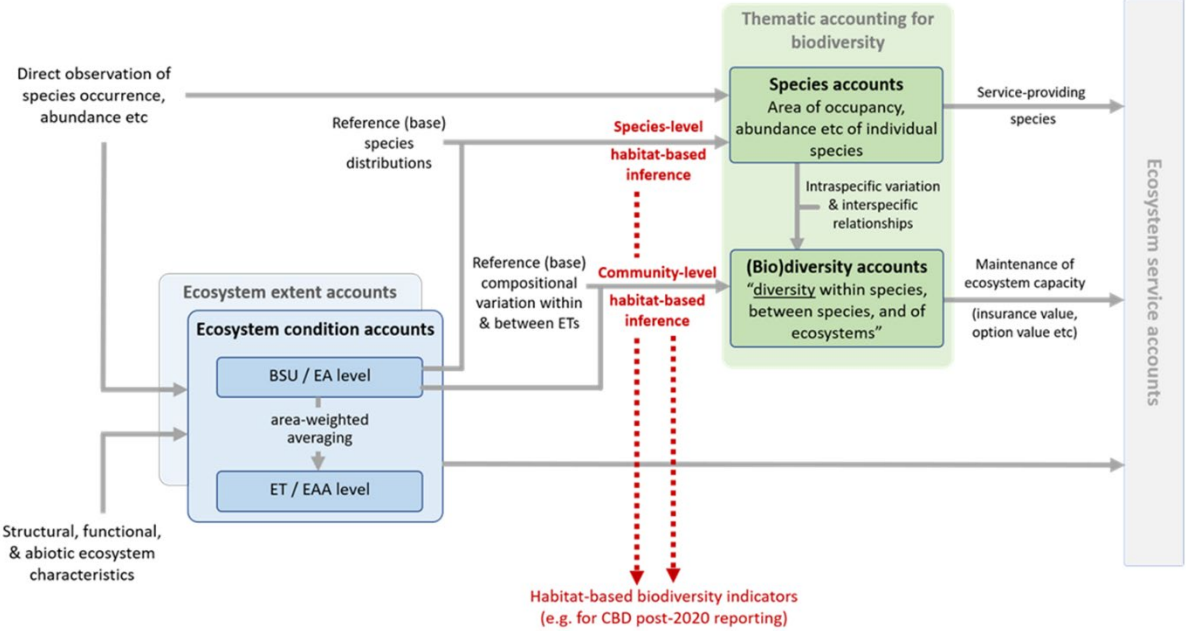 Thematic accounting for
biodiversity
Direct observation of
species occurrence,
abundance etc
Species accounts
Area of occupancy,
abundance etc of individual
species
Service-providing
species
Reference (base)
species
distributions
Species-level
habitat-based
inference
Intraspecific variation
& interspecific
relationships
Ecosystem service accounts
Reference (base)
compositional
variation within
& between ETs
Community-level
habitat-based
inference
(Bio)diversity accounts
“diversity within species,
between species, and of
ecosystems”
Maintenance of
ecosystem capacity
(insurance value,
option value etc)
Ecosystem extent accounts
Ecosystem condition accounts
BSU / EA level
area-weighted
averaging
ET / EAA level
Structural, functional,
& abiotic ecosystem
characteristics
Habitat-based biodiversity indicators
(e.g. for CBD post-2020 reporting)